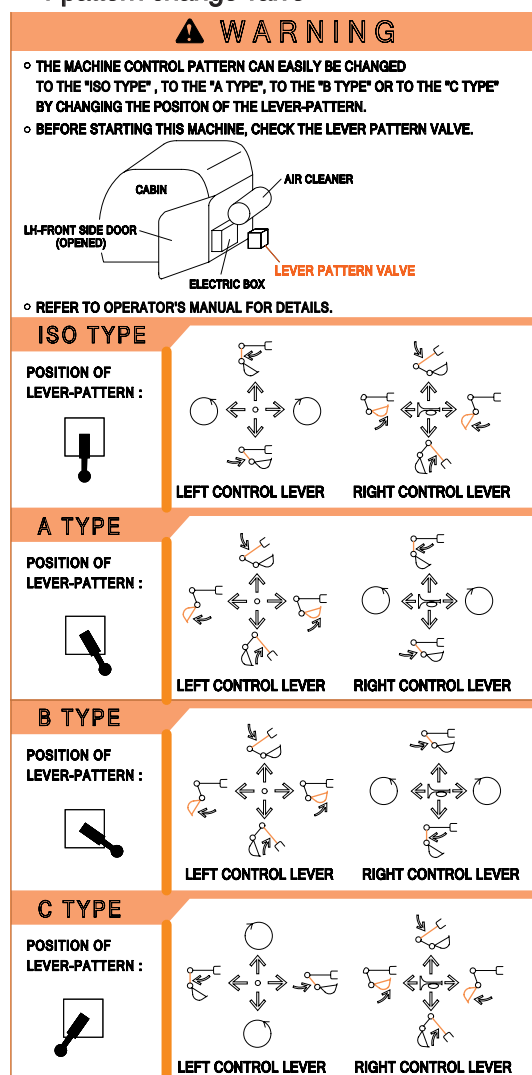 4 pattern change valve
WARNING
THE MACHINE CONTROL PATTERN CAN EASILY BE CHANGED
TO THE "ISO TYPE" , TO THE "A TYPE", TO THE "B TYPE" OR TO THE "C TYPE"
BY CHANGING THE POSITON OF THE LEVER-PATTERN.
BEFORE STARTING THIS MACHINE, CHECK THE LEVER PATTERN VALVE.
CABIN
AIR CLEANER
LH-FRONT SIDE DOOR
(OPENED)
LEVER PATTERN VALVE
ELECTRIC BOX
REFER TO OPERATOR'S MANUAL FOR DETAILS.
ISO TYPE
POSITION OF
LEVER-PATTERN :
LEFT CONTROL LEVER RIGHT CONTROL LEVER
A TYPE
POSITION OF
LEVER-PATTERN :
LEFT CONTROL LEVER RIGHT CONTROL LEVER
B TYPE
POSITION OF
LEVER-PATTERN :
LEFT CONTROL LEVER RIGHT CONTROL LEVER
C TYPE
POSITION OF
LEVER-PATTERN :
LEFT CONTROL LEVER RIGHT CONTROL LEVER